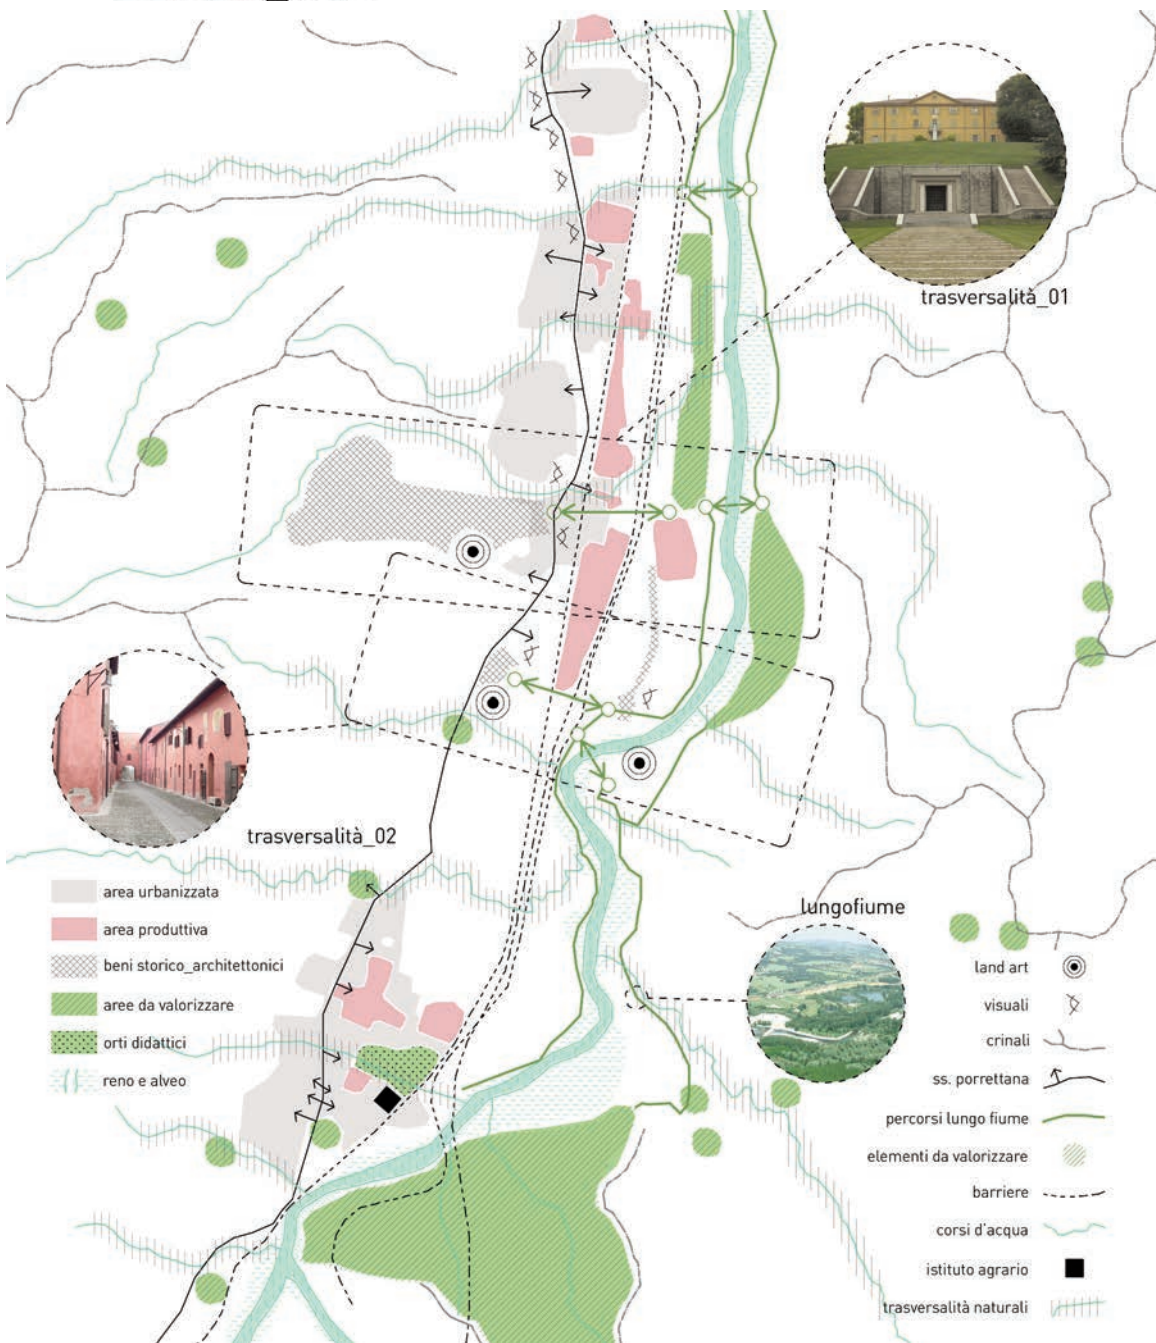 trasversalità_01
trasversalità_02
area urbanizzata
area produttiva
beni storico_architettonici
aree da valorizzare
orti didattici
reno e alveo
lungofiume
land art
visuali
crinali
ss. porrettana
percorsi lungo fiume
elementi da valorizzare
barriere
corsi d'acqua
istituto agrario
trasversalità naturali